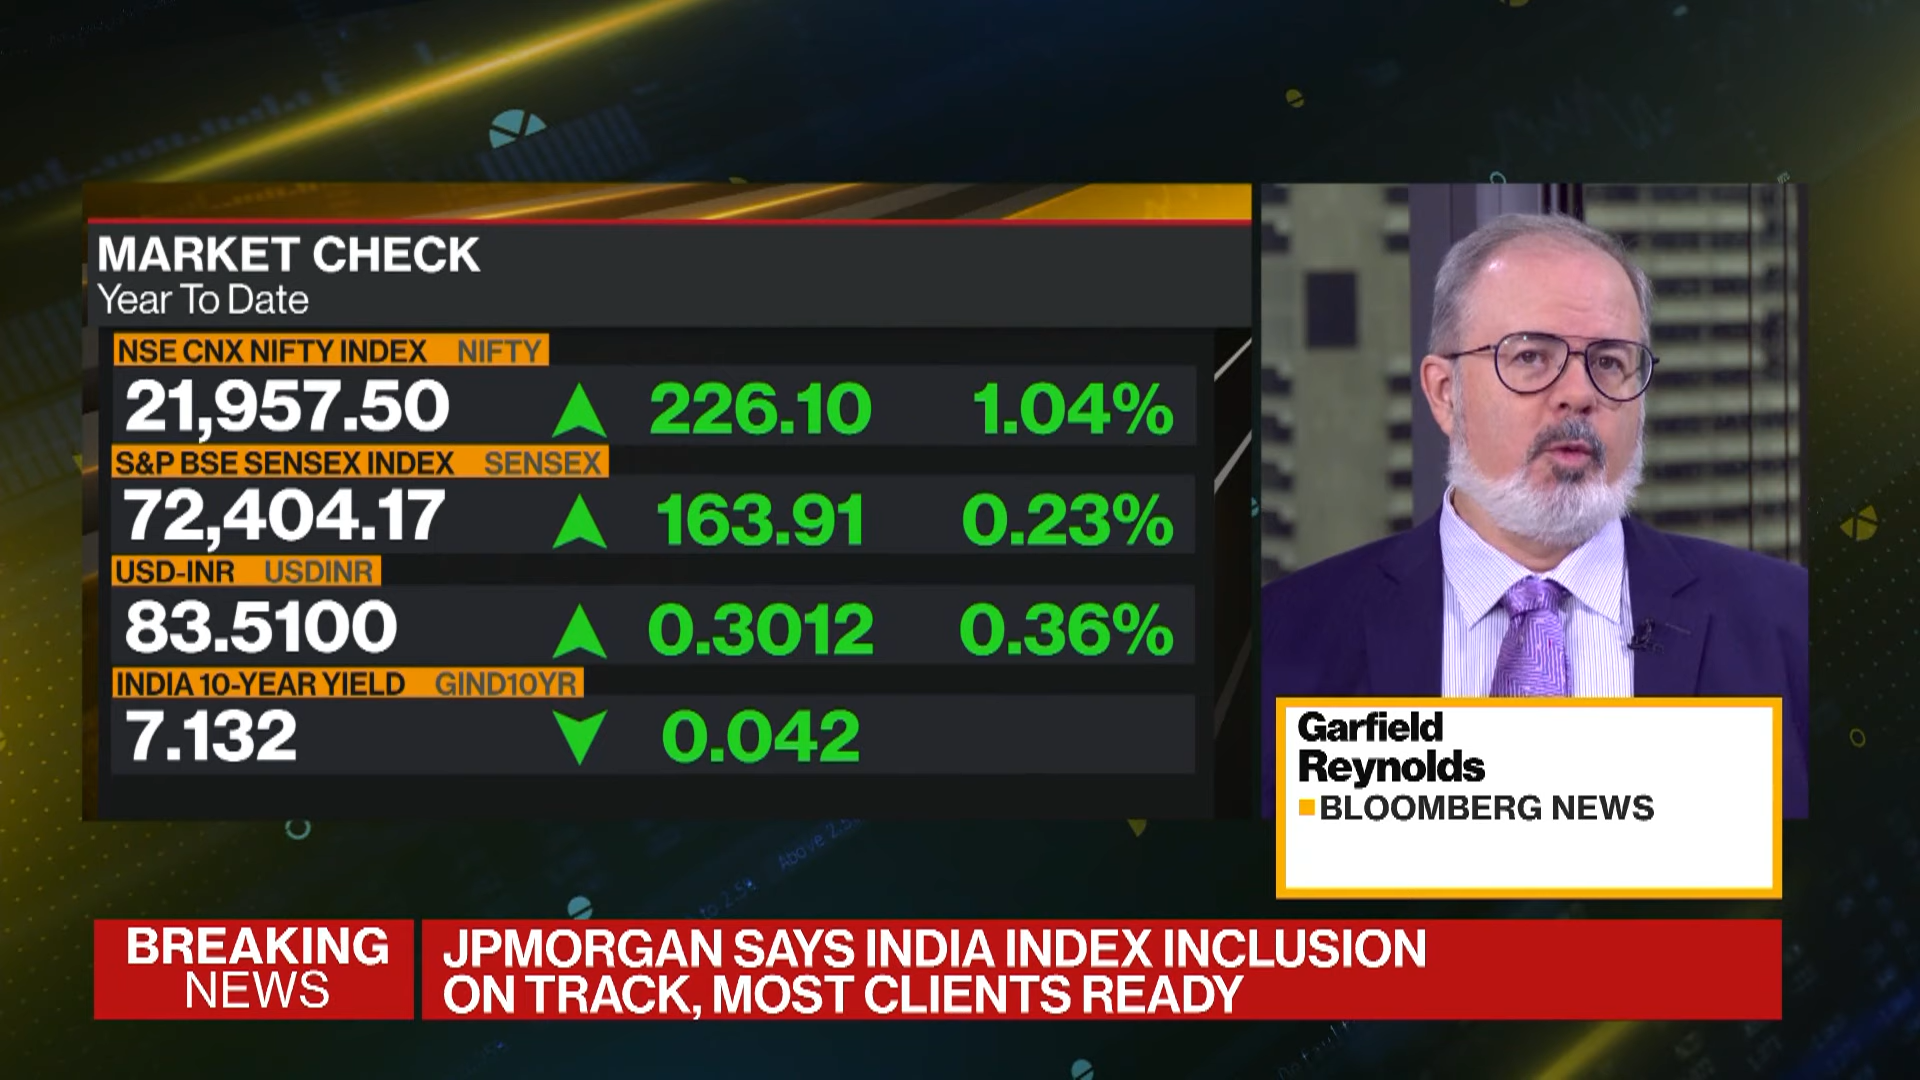 MARKET CHECK
Year To Date
NSE CNX NIFTY INDEX NIFTY
21,957.50 ▲ 226.10 1.04%
S&P BSE SENSEX INDEX SENSEX
72,404.17 ▲ 163.91 0.23%
USD-INR USDINR
83.5100 ▲ 0.3012 0.36%
INDIA 10-YEAR YIELD GIND10YR
7.132 ▼ 0.042
Garfield
Reynolds
BLOOMBERG NEWS
BREAKING
NEWS
JPMORGAN SAYS INDIA INDEX INCLUSION
ON TRACK, MOST CLIENTS READY